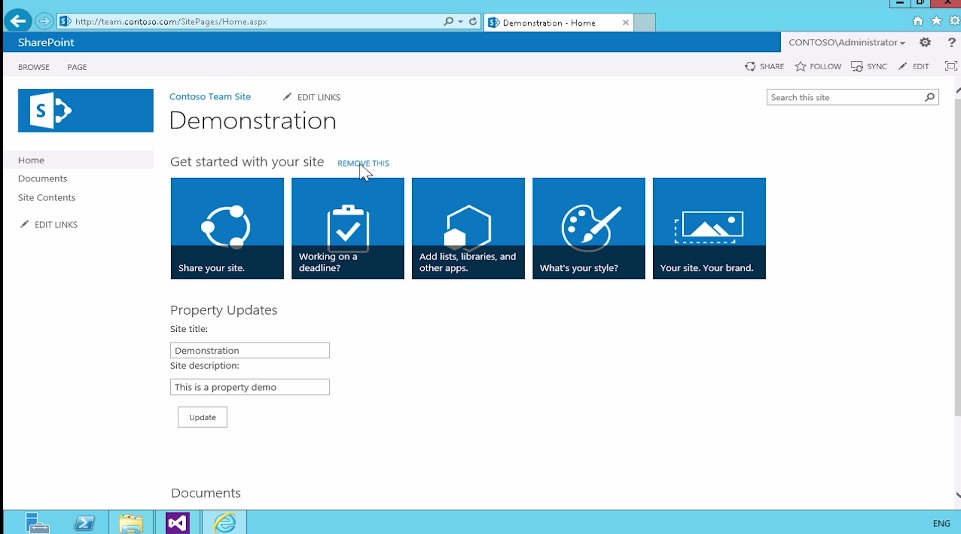 http://team.contoso.com/SitePages/Home.aspx
Demonstration - Home
SharePoint
CONTOSO\Administrator
?
BROWSE PAGE
SHARE FOLLOW SYNC EDIT
S
Contoso Team Site EDIT LINKS
Search this site
Demonstration
Home
Documents
Site Contents
EDIT LINKS
Get started with your site REMOVE THIS
Share your site.
Working on a
deadline?
Add lists, libraries, and
other apps.
What's your style?
Your site. Your brand.
Property Updates
Site title:
Demonstration
Site description:
This is a property demo
Update
Documents
ENG